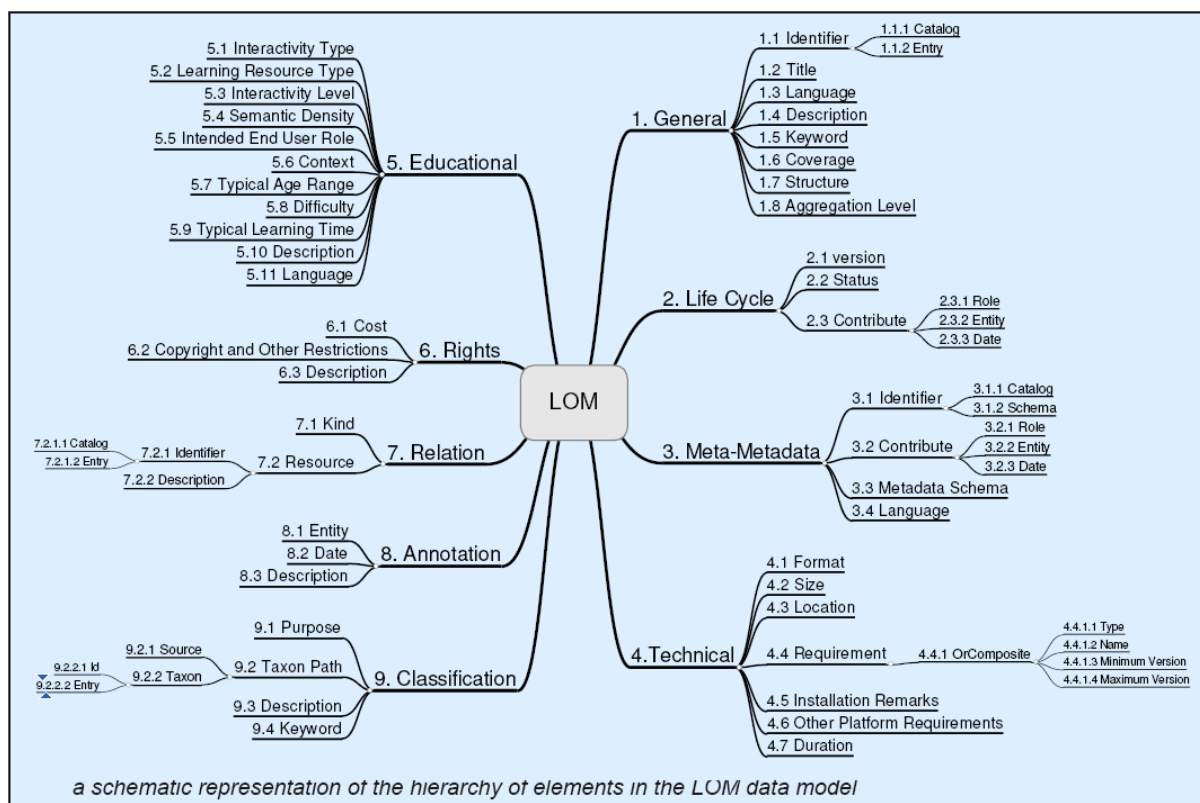 LOM
1. General
1.1 Identifier
1.1.1 Catalog
1.1.2 Entry
1.2 Title
1.3 Language
1.4 Description
1.5 Keyword
1.6 Coverage
1.7 Structure
1.8 Aggregation Level
2. Life Cycle
2.1 version
2.2 Status
2.3 Contribute
2.3.1 Role
2.3.2 Entity
2.3.3 Date
3. Meta-Metadata
3.1 Identifier
3.1.1 Catalog
3.1.2 Schema
3.2 Contribute
3.2.1 Role
3.2.2 Entity
3.2.3 Date
3.3 Metadata Schema
3.4 Language
4.Technical
4.1 Format
4.2 Size
4.3 Location
4.4 Requirement
4.4.1 OrComposite
4.4.1.1 Type
4.4.1.2 Name
4.4.1.3 Minimum Version
4.4.1.4 Maximum Version
4.5 Installation Remarks
4.6 Other Platform Requirements
4.7 Duration
5. Educational
5.1 Interactivity Type
5.2 Learning Resource Type
5.3 Interactivity Level
5.4 Semantic Density
5.5 Intended End User Role
5.6 Context
5.7 Typical Age Range
5.8 Difficulty
5.9 Typical Learning Time
5.10 Description
5.11 Language
6. Rights
6.1 Cost
6.2 Copyright and Other Restrictions
6.3 Description
7. Relation
7.1 Kind
7.2 Resource
7.2.1 Identifier
7.2.1.1 Catalog
7.2.1.2 Entry
7.2.2 Description
8. Annotation
8.1 Entity
8.2 Date
8.3 Description
9. Classification
9.1 Purpose
9.2 Taxon Path
9.2.1 Source
9.2.2 Taxon
9.2.2.1 Id
9.2.2.2 Entry
9.3 Description
9.4 Keyword
a schematic representation of the hierarchy of elements in the LOM data model